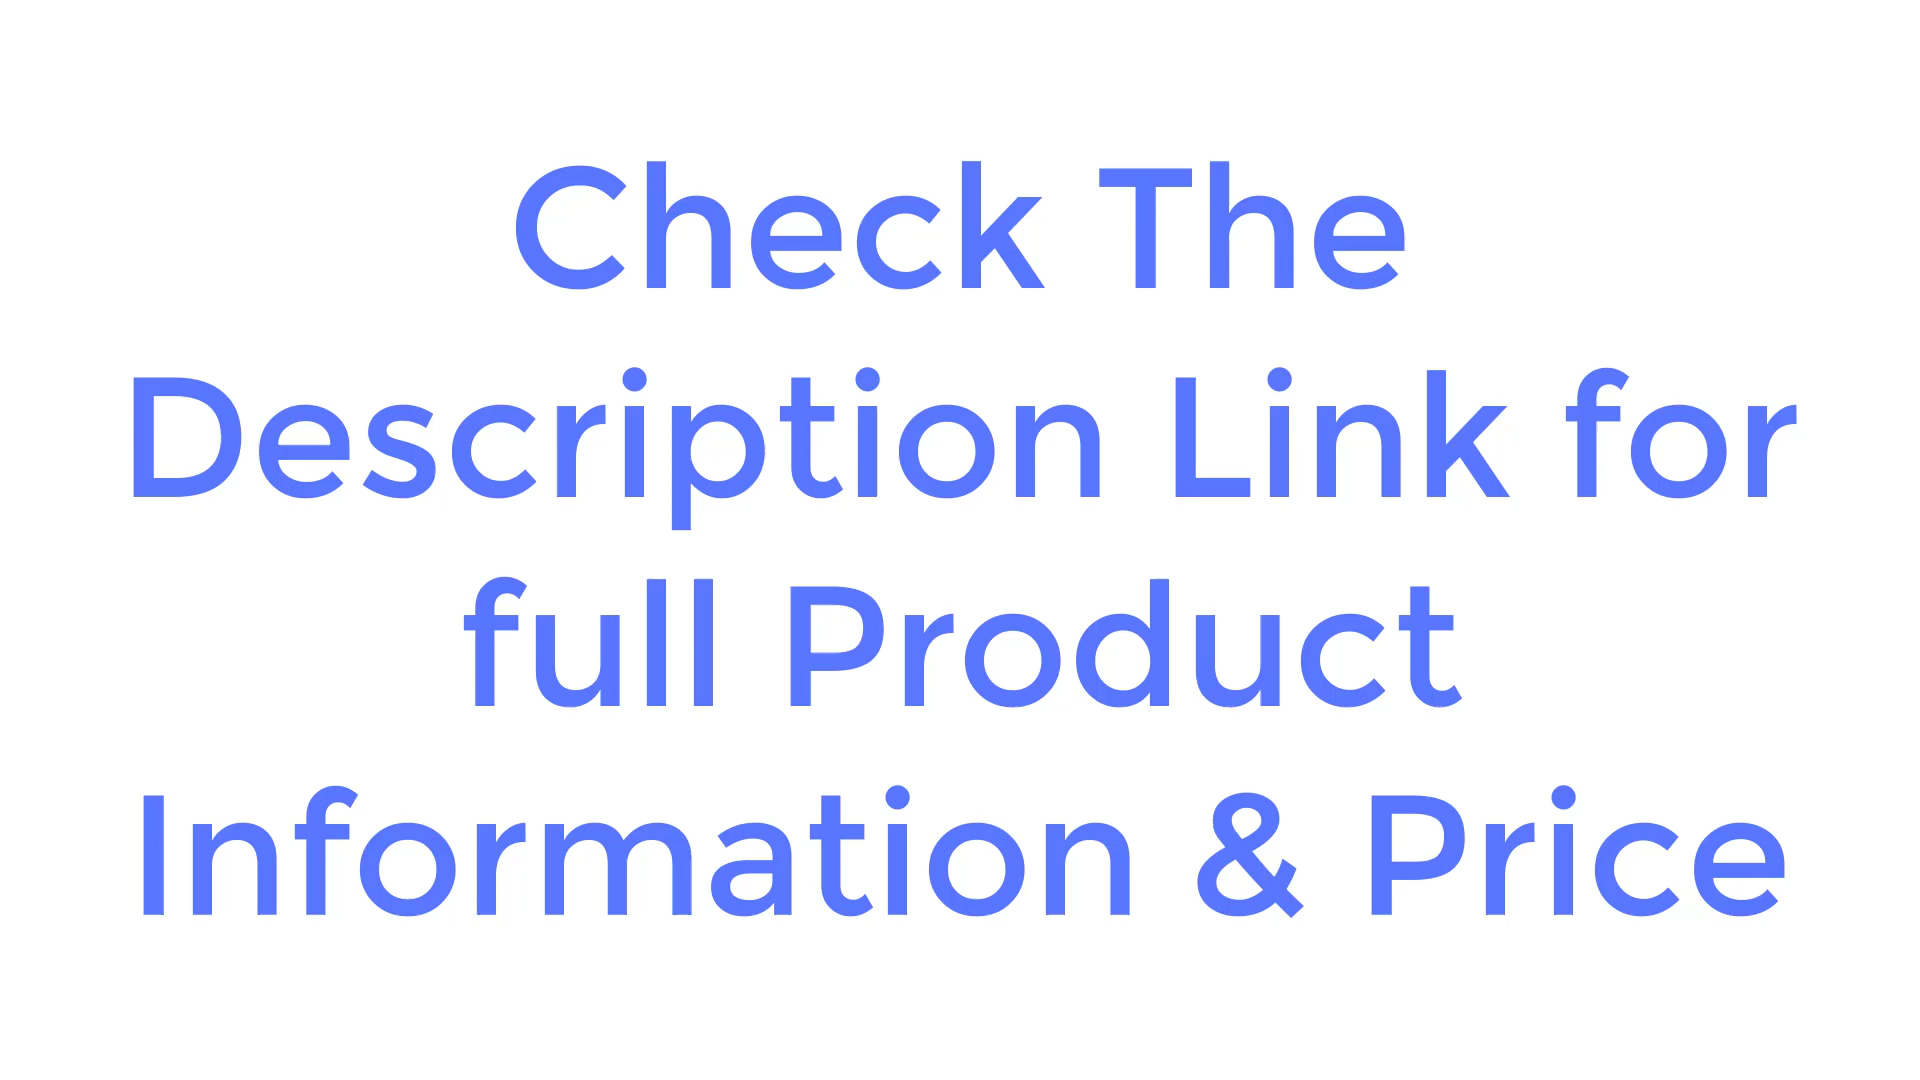 Check The
Description Link for
full Product
Information & Price